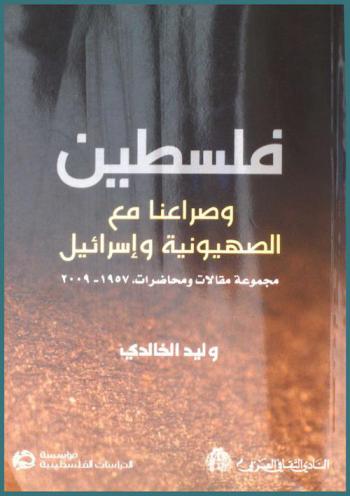 فلسطين
وصراعنا مع
الصهيونية وإسرائيل
مجموعة مقالات ومحاضرات، ١٩٥٧ - ٢٠٠٩
وليد الخالدي
النادي الثقافي العربي
مؤسسة
الدراسات الفلسطينية